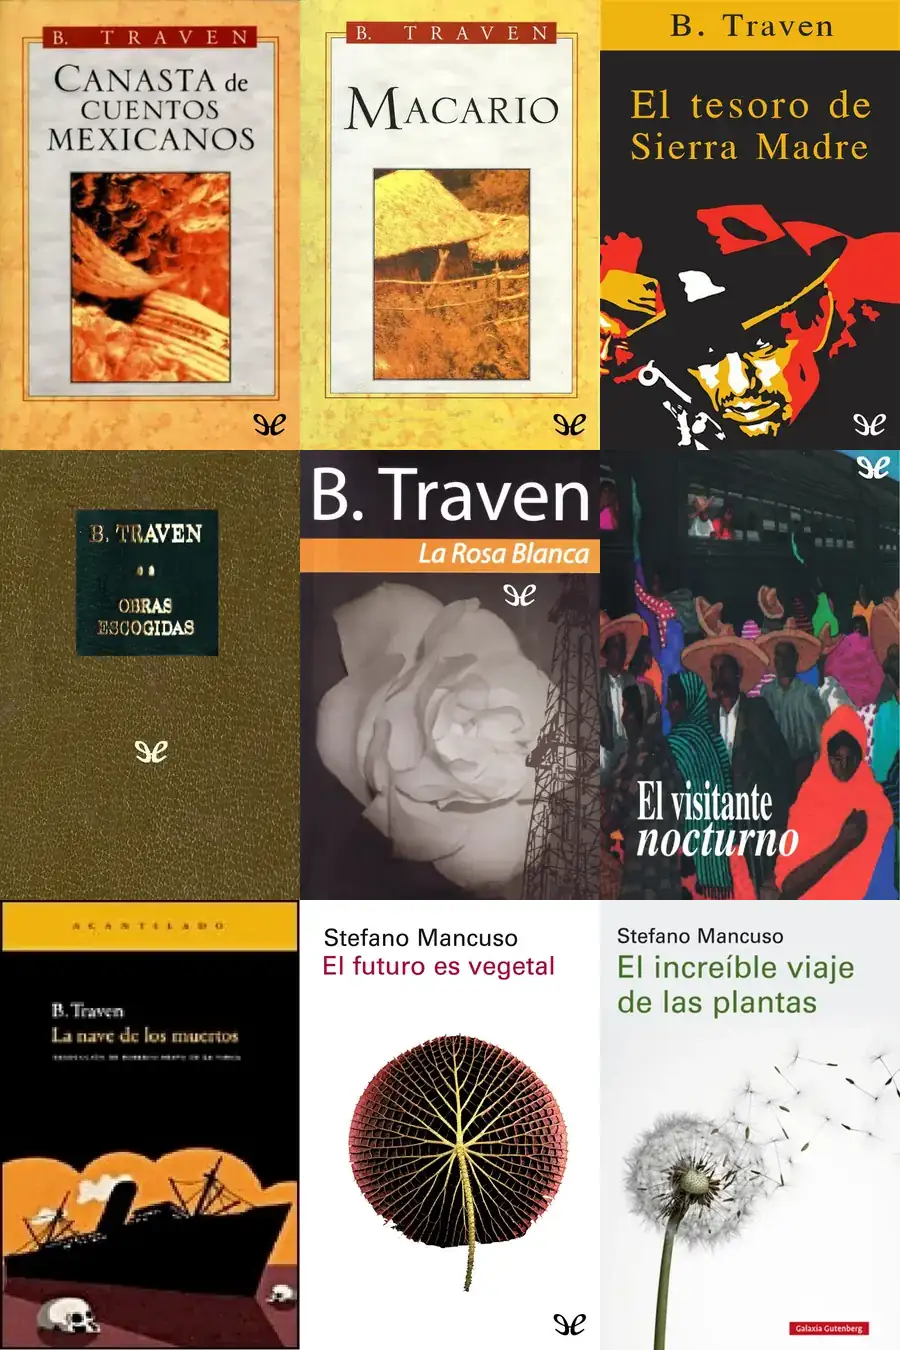 B. TRAVEN
CANASTA de
CUENTOS
MEXICANOS
B. TRAVEN
MACARIO
B. Traven
El tesoro de
Sierra Madre
B. TRAVEN
OBRAS
ESCOGIDAS
B. Traven
La Rosa Blanca
El visitante
nocturno
ACANTILADO
B. Traven
La nave de los muertos
Stefano Mancuso
El futuro es vegetal
Stefano Mancuso
El increíble viaje
de las plantas
Galaxia Gutenberg